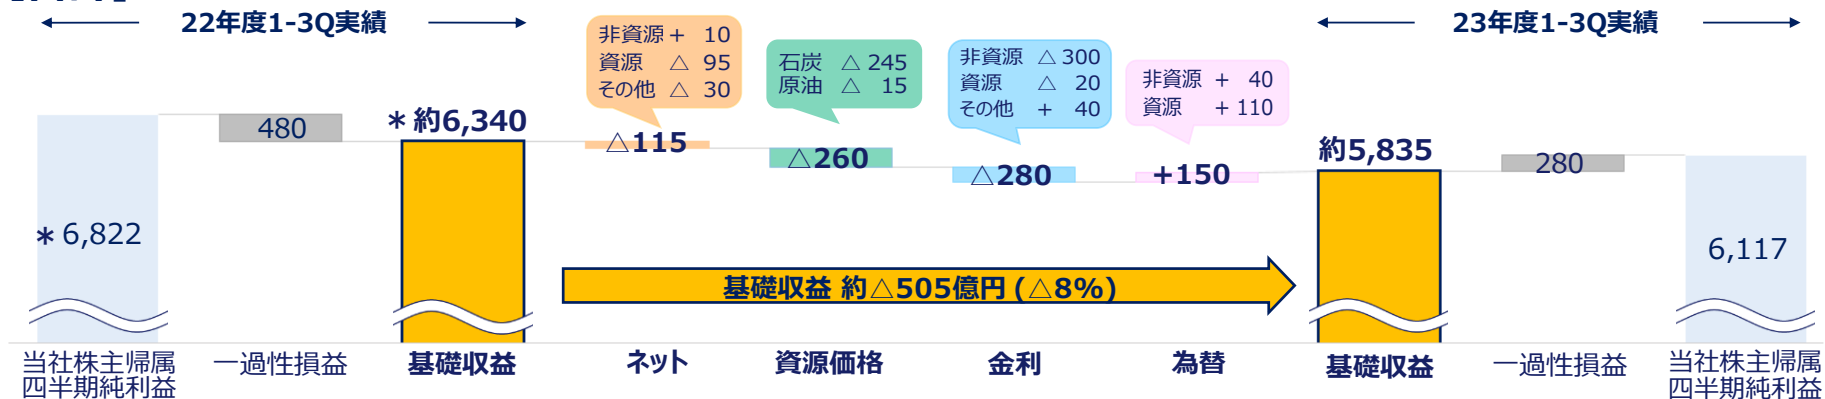 22年度1-3Q実績
23年度1-3Q実績
非資源 + 10
資源 △ 95
その他 △ 30
石炭 △ 245
原油 △ 15
非資源 △ 300
資源 △ 20
その他 + 40
非資源 + 40
資源 + 110
480
＊約6,340
△115
△260
△280
+150
約5,835
280
＊6,822
6,117
基礎収益 約△505億円 (△8%)
当社株主帰属
四半期純利益
一過性損益
基礎収益
ネット
資源価格
金利
為替
基礎収益
一過性損益
当社株主帰属
四半期純利益